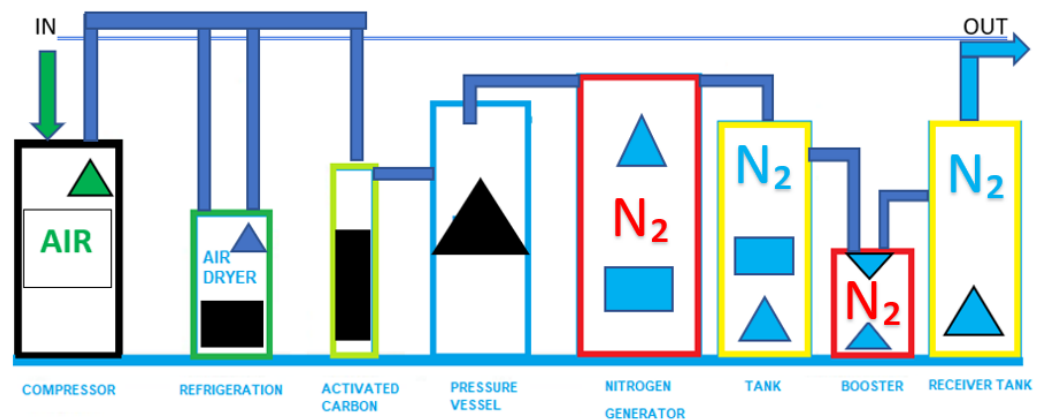 IN
OUT
AIR
AIR
DRYER
N₂
N₂
N₂
N₂
COMPRESSOR
REFRIGERATION
ACTIVATED
CARBON
PRESSURE
VESSEL
NITROGEN
GENERATOR
TANK
BOOSTER
RECEIVER TANK